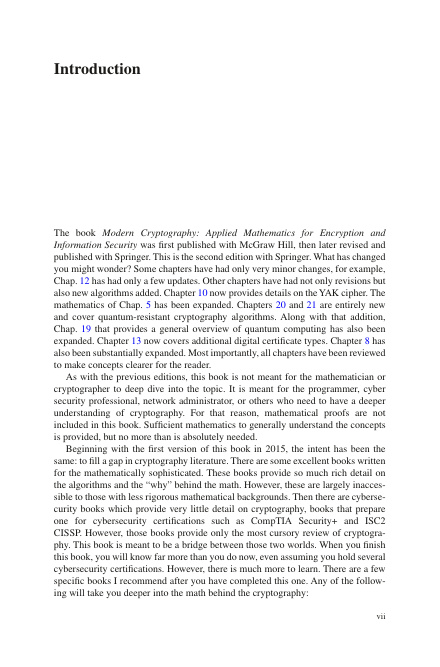 Introduction
The book Modern Cryptography: Applied Mathematics for Encryption and
Information Security was first published with McGraw Hill, then later revised and
published with Springer. This is the second edition with Springer. What has changed
you might wonder? Some chapters have had only very minor changes, for example,
Chap. 12 has had only a few updates. Other chapters have had not only revisions but
also new algorithms added. Chapter 10 now provides details on the YAK cipher. The
mathematics of Chap. 5 has been expanded. Chapters 20 and 21 are entirely new
and cover quantum-resistant cryptography algorithms. Along with that addition,
Chap. 19 that provides a general overview of quantum computing has also been
expanded. Chapter 13 now covers additional digital certificate types. Chapter 8 has
also been substantially expanded. Most importantly, all chapters have been reviewed
to make concepts clearer for the reader.
As with the previous editions, this book is not meant for the mathematician or
cryptographer to deep dive into the topic. It is meant for the programmer, cyber
security professional, network administrator, or others who need to have a deeper
understanding of cryptography. For that reason, mathematical proofs are not
included in this book. Sufficient mathematics to generally understand the concepts
is provided, but no more than is absolutely needed.
Beginning with the first version of this book in 2015, the intent has been the
same: to fill a gap in cryptography literature. There are some excellent books written
for the mathematically sophisticated. These books provide so much rich detail on
the algorithms and the “why” behind the math. However, these are largely inacces-
sible to those with less rigorous mathematical backgrounds. Then there are cyberse-
curity books which provide very little detail on cryptography, books that prepare
one for cybersecurity certifications such as CompTIA Security+ and ISC2
CISSP. However, those books provide only the most cursory review of cryptogra-
phy. This book is meant to be a bridge between those two worlds. When you finish
this book, you will know far more than you do now, even assuming you hold several
cybersecurity certifications. However, there is much more to learn. There are a few
specific books I recommend after you have completed this one. Any of the follow-
ing will take you deeper into the math behind the cryptography:
vii